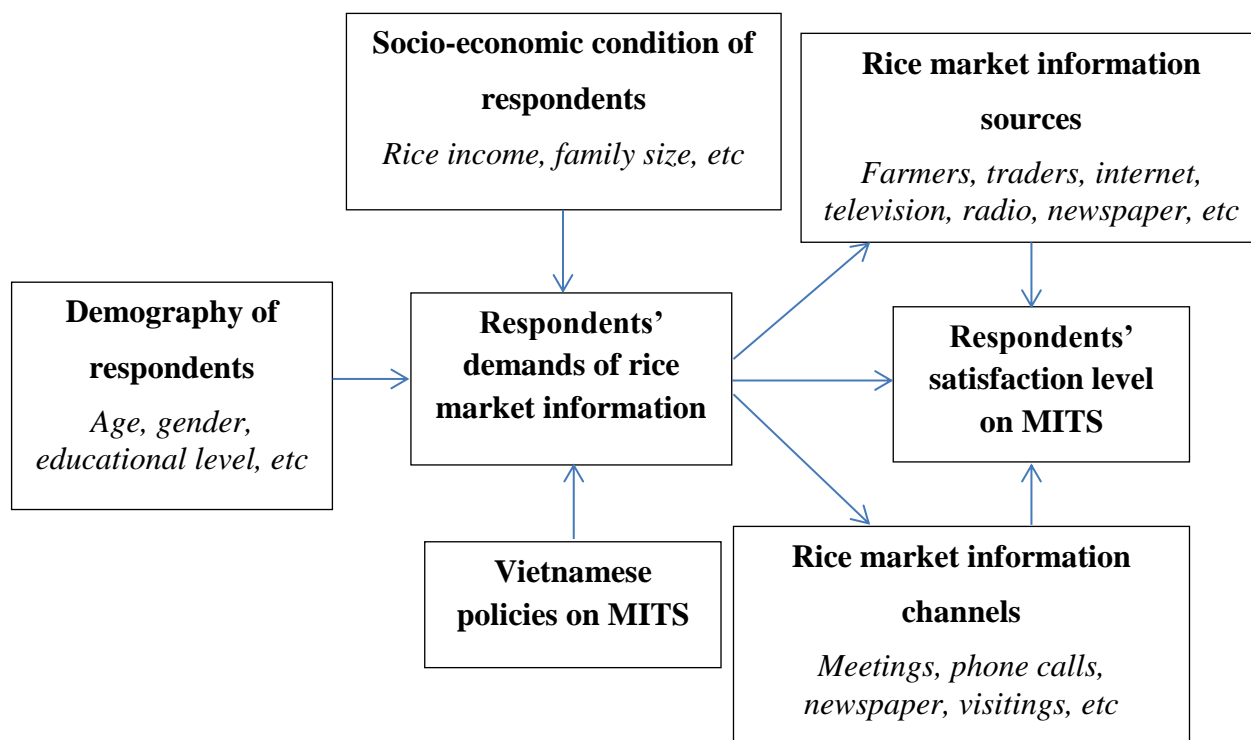 Socio-economic condition of
respondents
Rice income, family size, etc
Rice market information
sources
Farmers, traders, internet,
television, radio, newspaper, etc
Demography of
respondents
Age, gender,
educational level, etc
Respondents’
demands of rice
market information
Respondents’
satisfaction level
on MITS
Vietnamese
policies on MITS
Rice market information
channels
Meetings, phone calls,
newspaper, visitings, etc